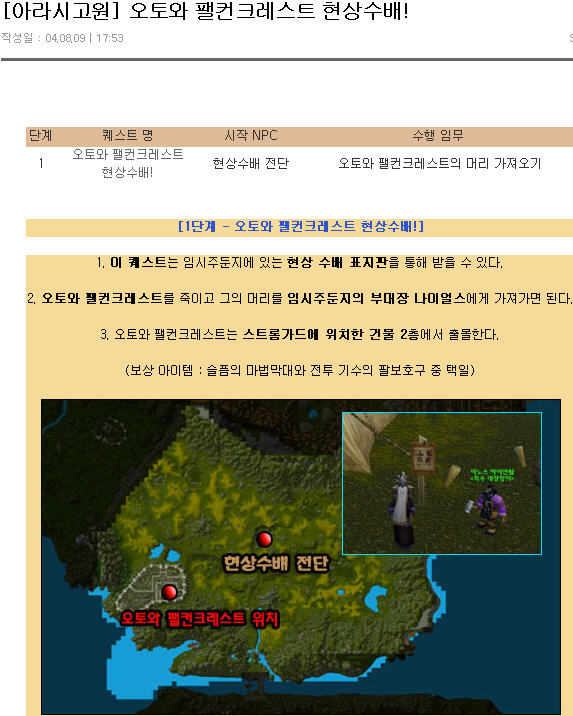 [아라시고원] 오토와 팰컨크레스트 현상수배!
작성일 : 04.08.09 | 17:53
단계 퀘스트 명 시작 NPC 수행 임무
1 오토와 팰컨크레스트 현상수배! 현상수배 전단 오토와 팰컨크레스트의 머리 가져오기
[1단계 - 오토와 팰컨크레스트 현상수배!]
1. 이 퀘스트는 임시주둔지에 있는 현상 수배 표지판을 통해 받을 수 있다.
2. 오토와 팰컨크레스트를 죽이고 그의 머리를 임시주둔지의 부대장 나이얼스에게 가져가면 된다.
3. 오토와 팰컨크레스트는 스트롬가드에 위치한 건물 2층에서 출몰한다.
(보상 아이템 : 슬픔의 마법막대와 전투 기수의 팔보호구 중 택일)
현상수배 전단
오토와 팰컨크레스트 위치